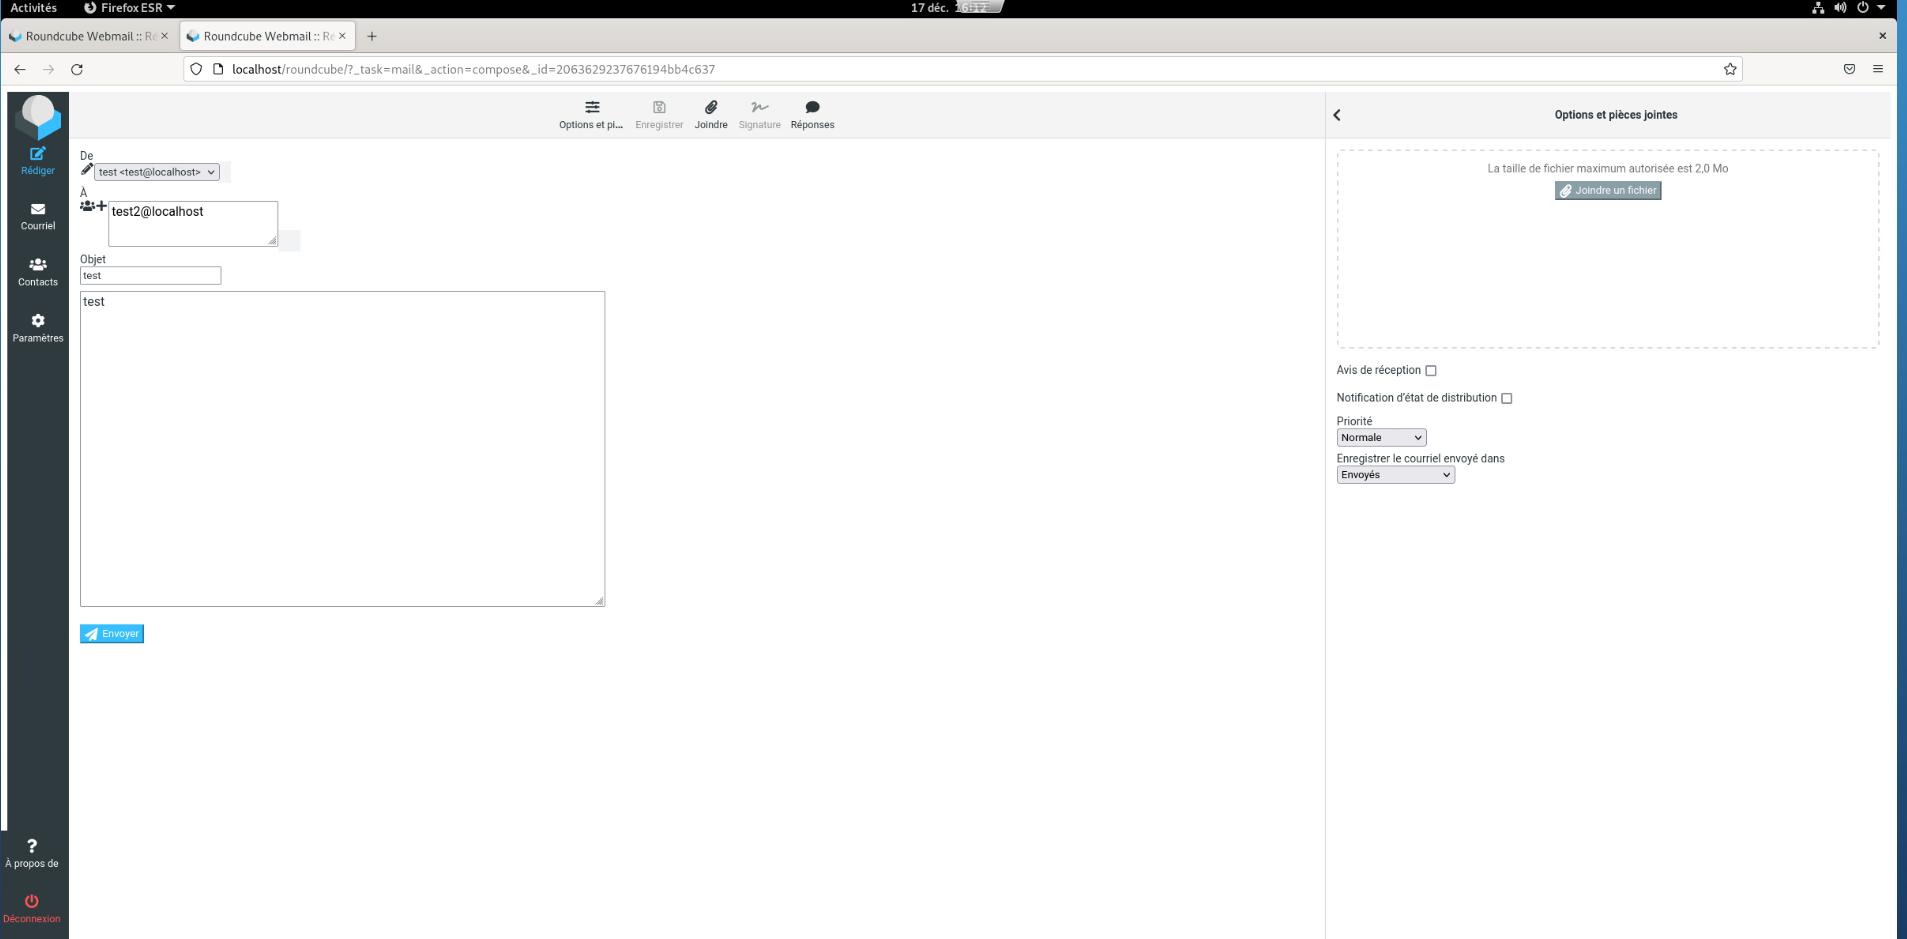 Activités Firefox ESR 17 déc.
Roundcube Webmail :: Ré Roundcube Webmail :: Ré
localhost/roundcube/?_task=mail&_action=compose&_id=2063629237676194bb4c637
Rédiger
Courriel
Contacts
Paramètres
À propos de
Déconnexion
Options et pi... Enregistrer Joindre Signature Réponses
De
test <test@localhost>
À
test2@localhost
Objet
test
test
Envoyer
Options et pièces jointes
La taille de fichier maximum autorisée est 2,0 Mo
Joindre un fichier
Avis de réception
Notification d'état de distribution
Priorité
Normale
Enregistrer le courriel envoyé dans
Envoyés